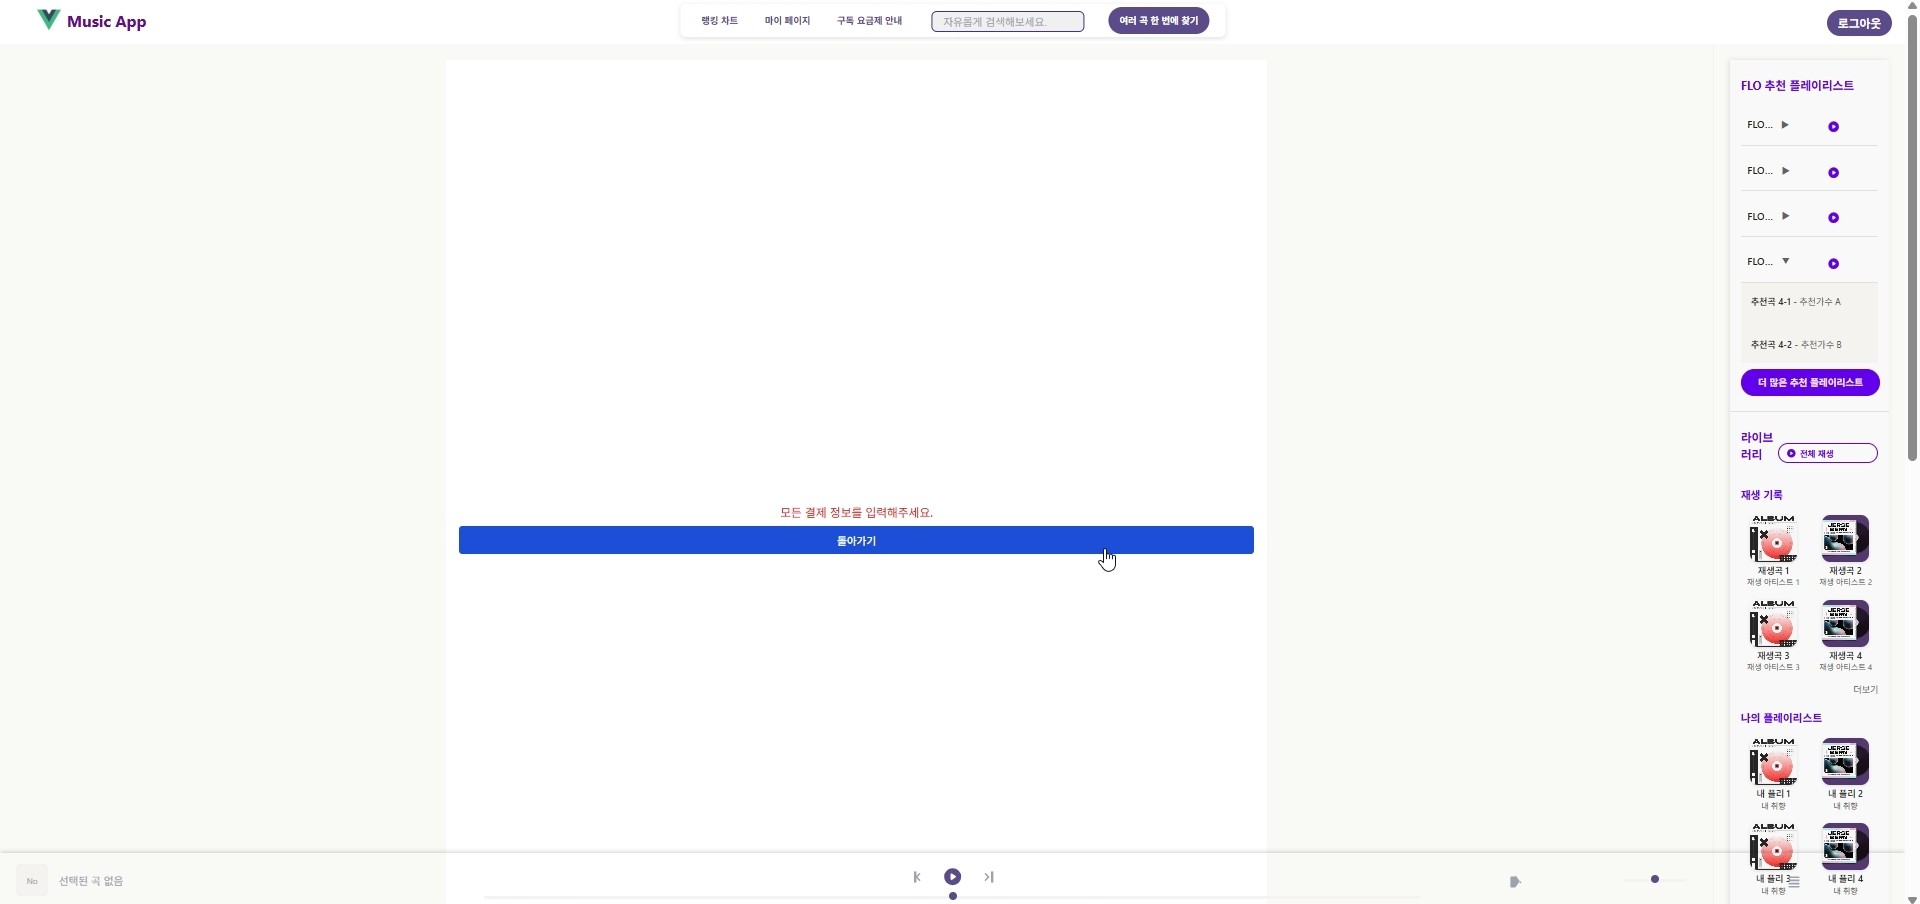 Music App
랭킹 차트
마이 페이지
구독 요금제 안내
자유롭게 검색해보세요.
여러 곡 한 번에 찾기
로그아웃
모든 결제 정보를 입력해주세요.
돌아가기
FLO 추천 플레이리스트
FLO...
FLO...
FLO...
FLO...
추천곡 4-1 - 추천가수 A
추천곡 4-2 - 추천가수 B
더 많은 추천 플레이리스트
라이브
러리
전체 재생
재생 기록
ALBUM
재생곡 1
재생 아티스트 1
재생곡 2
재생 아티스트 2
ALBUM
재생곡 3
재생 아티스트 3
재생곡 4
재생 아티스트 4
더보기
나의 플레이리스트
ALBUM
내 플리 1
내 취향
내 플리 2
내 취향
ALBUM
내 플리 3
내 취향
내 플리 4
내 취향
No
선택된 곡 없음